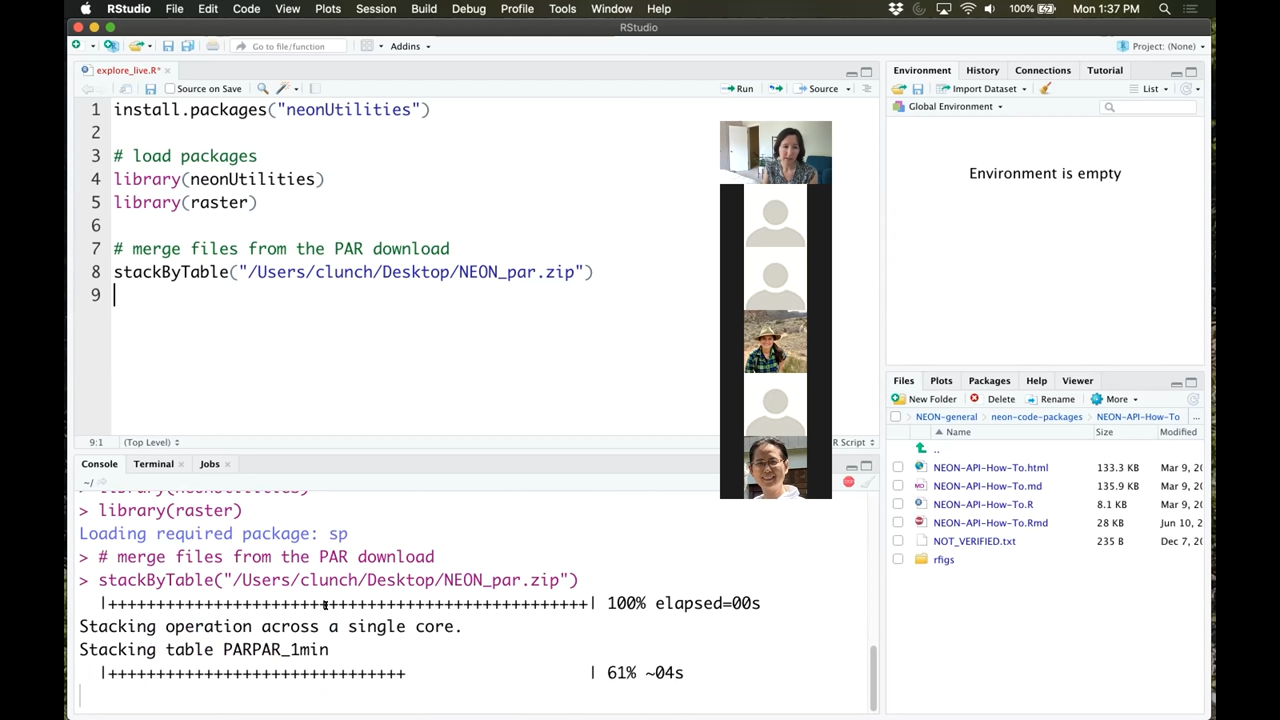 RStudio File Edit Code View Plots Session Build Debug Profile Tools Window Help 100% Mon 1:37 PM
RStudio
Go to file/function Addins Project: (None)
explore_live.R*
Source on Save Run Source
1 install.packages("neonUtilities")
2
3 # load packages
4 library(neonUtilities)
5 library(raster)
6
7 # merge files from the PAR download
8 stackByTable("/Users/clunch/Desktop/NEON_par.zip")
9
9:1 (Top Level) R Script
Console Terminal Jobs
~/
> library(neonUtilities)
> library(raster)
Loading required package: sp
> # merge files from the PAR download
> stackByTable("/Users/clunch/Desktop/NEON_par.zip")
|++++++++++++++++++++++++++++++++++++++++++++++++++| 100% elapsed=00s
Stacking operation across a single core.
Stacking table PARPAR_1min
|+++++++++++++++++++++++++++++++ | 61% ~04s
Environment History Connections Tutorial
Import Dataset List
Global Environment
Environment is empty
Files Plots Packages Help Viewer
New Folder Delete Rename More
NEON-general neon-code-packages NEON-API-How-To ...
Name Size Modified
..
NEON-API-How-To.html 133.3 KB Mar 9, 20
NEON-API-How-To.md 135.9 KB Mar 9, 20
NEON-API-How-To.R 8.1 KB Mar 9, 20
NEON-API-How-To.Rmd 28 KB Jun 10, 2
NOT_VERIFIED.txt 235 B Dec 7, 20
rfigs